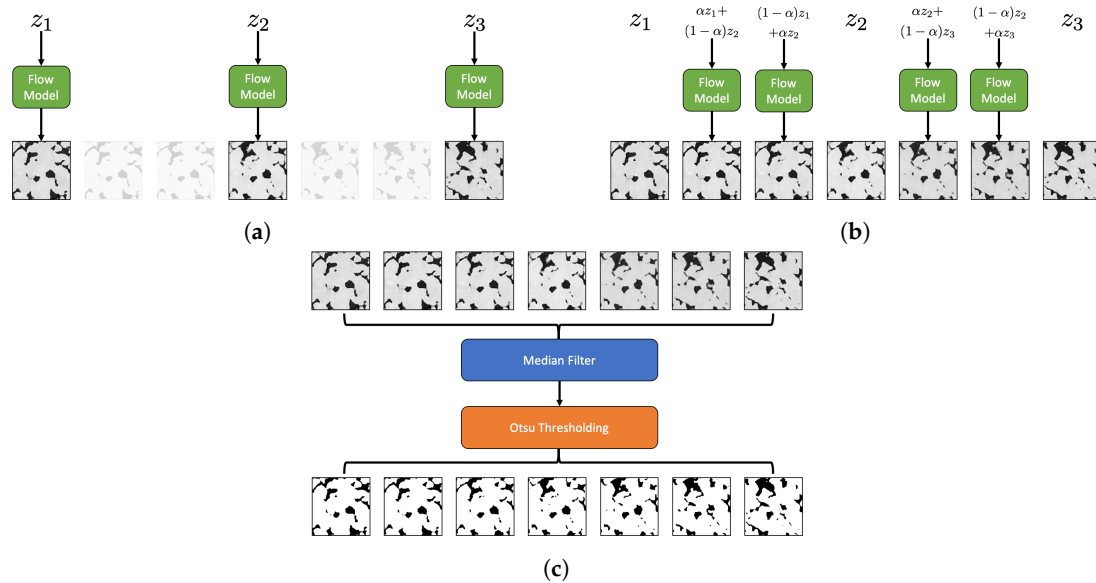 z₁ z₂ z₃
Flow Model Flow Model Flow Model
(a)
z₁ αz₁+ (1−α)z₂ (1−α)z₁ +αz₂ z₂ αz₂+ (1−α)z₃ (1−α)z₂ +αz₃ z₃
Flow Model Flow Model Flow Model Flow Model
(b)
Median Filter
Otsu Thresholding
(c)